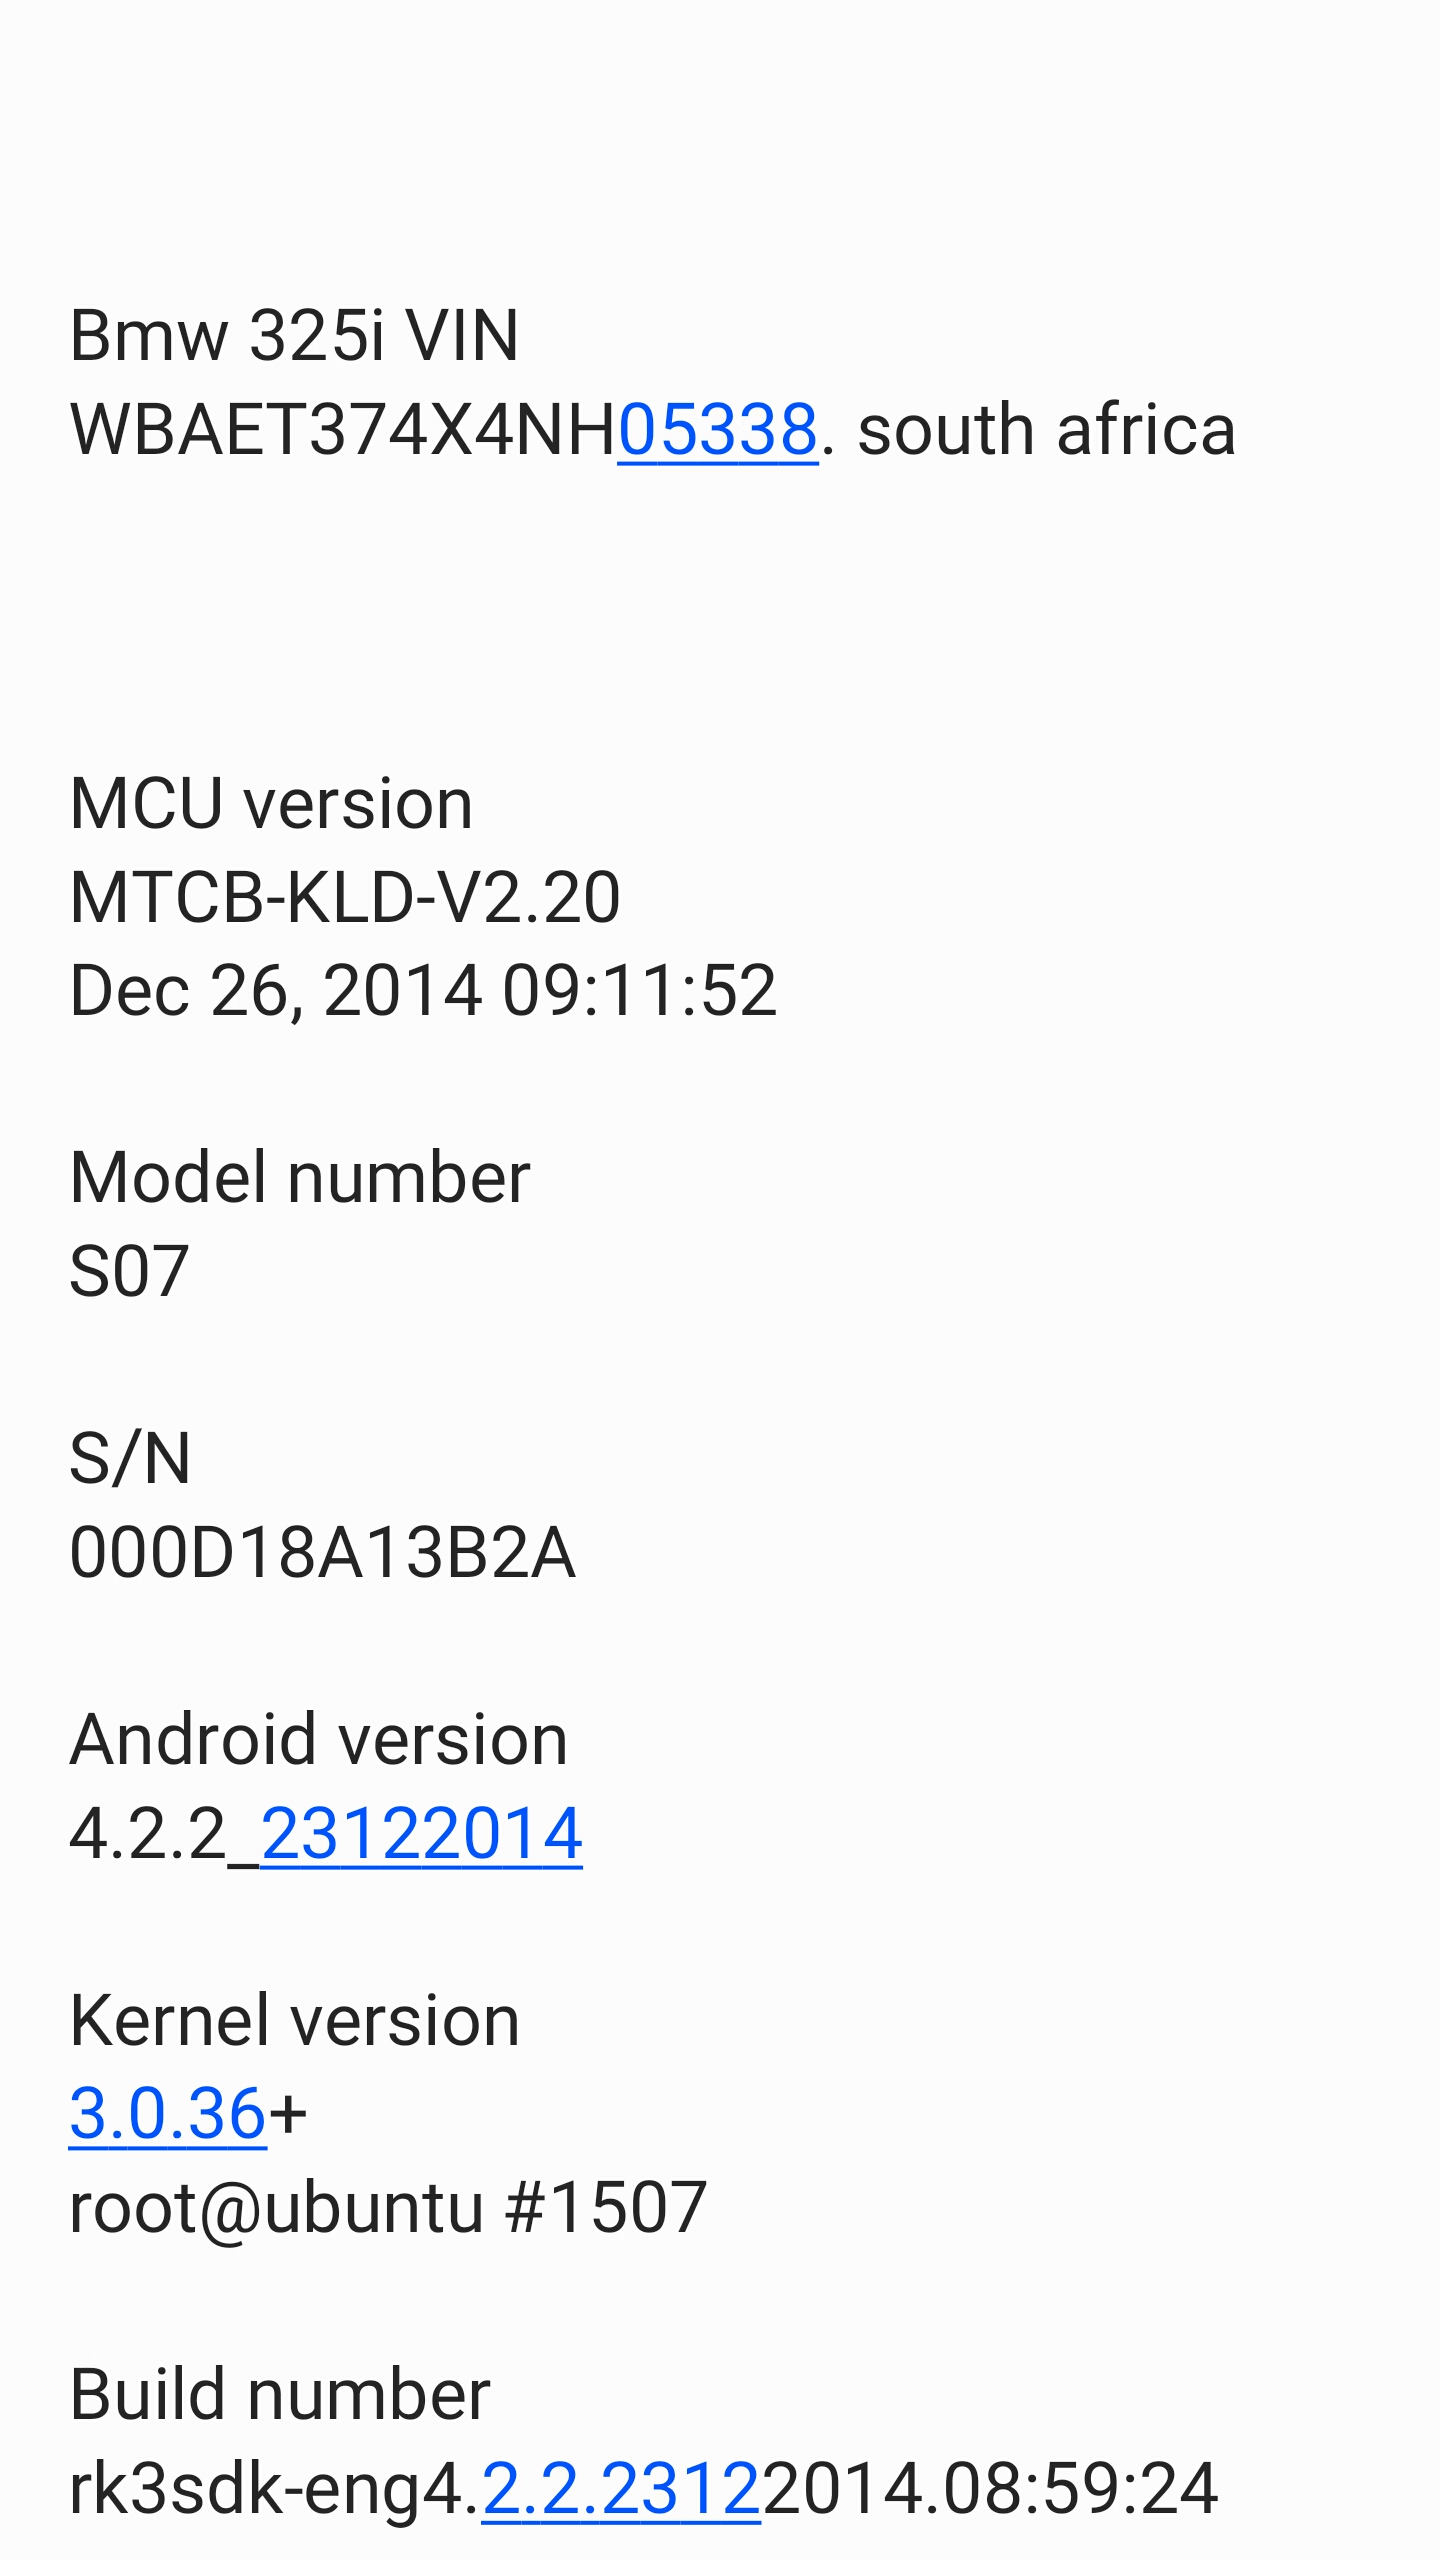 Bmw 325i VIN
WBAET374X4NH05338. south africa
MCU version
MTCB-KLD-V2.20
Dec 26, 2014 09:11:52
Model number
S07
S/N
000D18A13B2A
Android version
4.2.2_23122014
Kernel version
3.0.36+
root@ubuntu #1507
Build number
rk3sdk-eng4.2.2.23122014.08:59:24